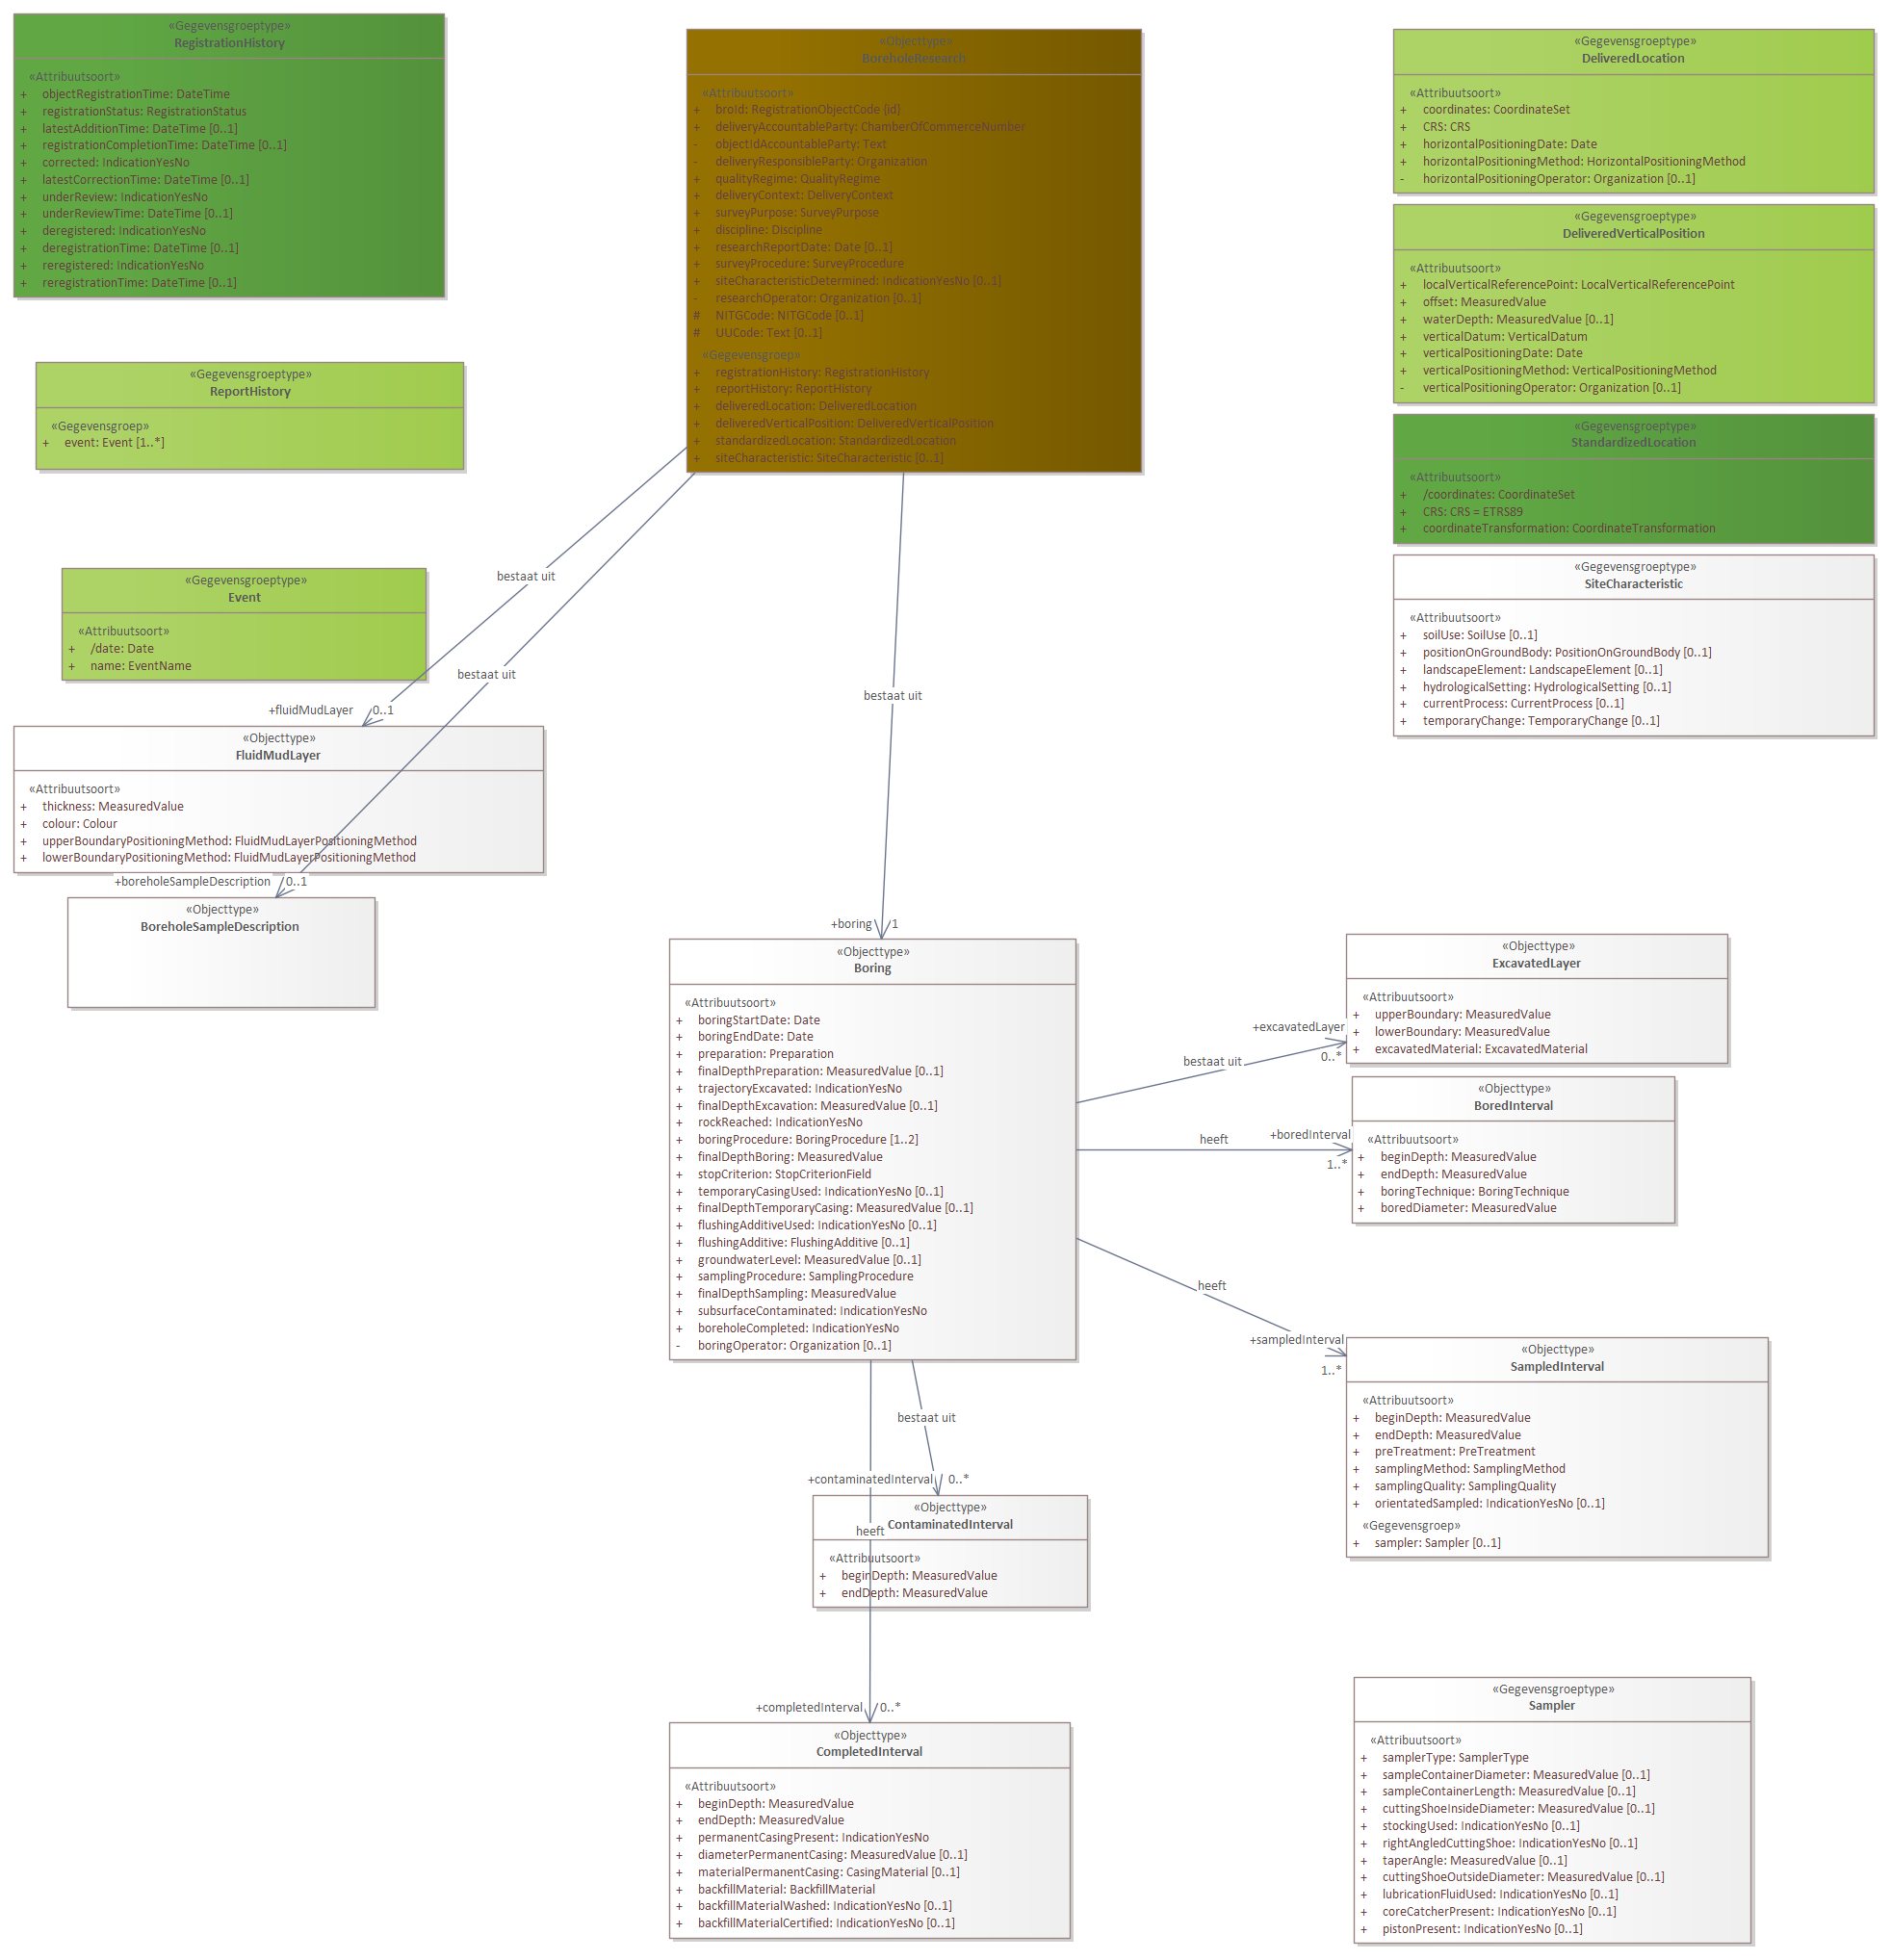 «Gegevensgroeptype»
RegistrationHistory
«Attribuutsoort»
+ objectRegistrationTime: DateTime
+ registrationStatus: RegistrationStatus
+ latestAdditionTime: DateTime [0..1]
+ registrationCompletionTime: DateTime [0..1]
+ corrected: IndicationYesNo
+ latestCorrectionTime: DateTime [0..1]
+ underReview: IndicationYesNo
+ underReviewTime: DateTime [0..1]
+ deregistered: IndicationYesNo
+ deregistrationTime: DateTime [0..1]
+ reregistered: IndicationYesNo
+ reregistrationTime: DateTime [0..1]
«Gegevensgroeptype»
ReportHistory
«Gegevensgroep»
+ event: Event [1..*]
«Gegevensgroeptype»
Event
«Attribuutsoort»
+ /date: Date
+ name: EventName
«Objecttype»
BoreholeResearch
«Attribuutsoort»
+ broId: RegistrationObjectCode {id}
+ deliveryAccountableParty: ChamberOfCommerceNumber
- objectIdAccountableParty: Text
- deliveryResponsibleParty: Organization
+ qualityRegime: QualityRegime
+ deliveryContext: DeliveryContext
+ surveyPurpose: SurveyPurpose
+ discipline: Discipline
+ researchReportDate: Date [0..1]
+ surveyProcedure: SurveyProcedure
+ siteCharacteristicDetermined: IndicationYesNo [0..1]
- researchOperator: Organization [0..1]
# NITGCode: NITGCode [0..1]
# UUCode: Text [0..1]
«Gegevensgroep»
+ registrationHistory: RegistrationHistory
+ reportHistory: ReportHistory
+ deliveredLocation: DeliveredLocation
+ deliveredVerticalPosition: DeliveredVerticalPosition
+ standardizedLocation: StandardizedLocation
+ siteCharacteristic: SiteCharacteristic [0..1]
«Gegevensgroeptype»
DeliveredLocation
«Attribuutsoort»
+ coordinates: CoordinateSet
+ CRS: CRS
+ horizontalPositioningDate: Date
+ horizontalPositioningMethod: HorizontalPositioningMethod
- horizontalPositioningOperator: Organization [0..1]
«Gegevensgroeptype»
DeliveredVerticalPosition
«Attribuutsoort»
+ localVerticalReferencePoint: LocalVerticalReferencePoint
+ offset: MeasuredValue
+ waterDepth: MeasuredValue [0..1]
+ verticalDatum: VerticalDatum
+ verticalPositioningDate: Date
+ verticalPositioningMethod: VerticalPositioningMethod
- verticalPositioningOperator: Organization [0..1]
«Gegevensgroeptype»
StandardizedLocation
«Attribuutsoort»
+ /coordinates: CoordinateSet
+ CRS: CRS = ETRS89
+ coordinateTransformation: CoordinateTransformation
«Gegevensgroeptype»
SiteCharacteristic
«Attribuutsoort»
+ soilUse: SoilUse [0..1]
+ positionOnGroundBody: PositionOnGroundBody [0..1]
+ landscapeElement: LandscapeElement [0..1]
+ hydrologicalSetting: HydrologicalSetting [0..1]
+ currentProcess: CurrentProcess [0..1]
+ temporaryChange: TemporaryChange [0..1]
bestaat uit
bestaat uit
bestaat uit
+fluidMudLayer 0..1
«Objecttype»
FluidMudLayer
«Attribuutsoort»
+ thickness: MeasuredValue
+ colour: Colour
+ upperBoundaryPositioningMethod: FluidMudLayerPositioningMethod
+ lowerBoundaryPositioningMethod: FluidMudLayerPositioningMethod
+boreholeSampleDescription 0..1
«Objecttype»
BoreholeSampleDescription
+boring 1
«Objecttype»
Boring
«Attribuutsoort»
+ boringStartDate: Date
+ boringEndDate: Date
+ preparation: Preparation
+ finalDepthPreparation: MeasuredValue [0..1]
+ trajectoryExcavated: IndicationYesNo
+ finalDepthExcavation: MeasuredValue [0..1]
+ rockReached: IndicationYesNo
+ boringProcedure: BoringProcedure [1..2]
+ finalDepthBoring: MeasuredValue
+ stopCriterion: StopCriterionField
+ temporaryCasingUsed: IndicationYesNo [0..1]
+ finalDepthTemporaryCasing: MeasuredValue [0..1]
+ flushingAdditiveUsed: IndicationYesNo [0..1]
+ flushingAdditive: FlushingAdditive [0..1]
+ groundwaterLevel: MeasuredValue [0..1]
+ samplingProcedure: SamplingProcedure
+ finalDepthSampling: MeasuredValue
+ subsurfaceContaminated: IndicationYesNo
+ boreholeCompleted: IndicationYesNo
- boringOperator: Organization [0..1]
bestaat uit
+excavatedLayer
0..*
«Objecttype»
ExcavatedLayer
«Attribuutsoort»
+ upperBoundary: MeasuredValue
+ lowerBoundary: MeasuredValue
+ excavatedMaterial: ExcavatedMaterial
heeft
+boredInterval
1..*
«Objecttype»
BoredInterval
«Attribuutsoort»
+ beginDepth: MeasuredValue
+ endDepth: MeasuredValue
+ boringTechnique: BoringTechnique
+ boredDiameter: MeasuredValue
heeft
+sampledInterval
1..*
«Objecttype»
SampledInterval
«Attribuutsoort»
+ beginDepth: MeasuredValue
+ endDepth: MeasuredValue
+ preTreatment: PreTreatment
+ samplingMethod: SamplingMethod
+ samplingQuality: SamplingQuality
+ orientatedSampled: IndicationYesNo [0..1]
«Gegevensgroep»
+ sampler: Sampler [0..1]
bestaat uit
+contaminatedInterval 0..*
«Objecttype»
ContaminatedInterval
«Attribuutsoort»
+ beginDepth: MeasuredValue
+ endDepth: MeasuredValue
heeft
+completedInterval 0..*
«Objecttype»
CompletedInterval
«Attribuutsoort»
+ beginDepth: MeasuredValue
+ endDepth: MeasuredValue
+ permanentCasingPresent: IndicationYesNo
+ diameterPermanentCasing: MeasuredValue [0..1]
+ materialPermanentCasing: CasingMaterial [0..1]
+ backfillMaterial: BackfillMaterial
+ backfillMaterialWashed: IndicationYesNo [0..1]
+ backfillMaterialCertified: IndicationYesNo [0..1]
«Gegevensgroeptype»
Sampler
«Attribuutsoort»
+ samplerType: SamplerType
+ sampleContainerDiameter: MeasuredValue [0..1]
+ sampleContainerLength: MeasuredValue [0..1]
+ cuttingShoeInsideDiameter: MeasuredValue [0..1]
+ stockingUsed: IndicationYesNo [0..1]
+ rightAngledCuttingShoe: IndicationYesNo [0..1]
+ taperAngle: MeasuredValue [0..1]
+ cuttingShoeOutsideDiameter: MeasuredValue [0..1]
+ lubricationFluidUsed: IndicationYesNo [0..1]
+ coreCatcherPresent: IndicationYesNo [0..1]
+ pistonPresent: IndicationYesNo [0..1]